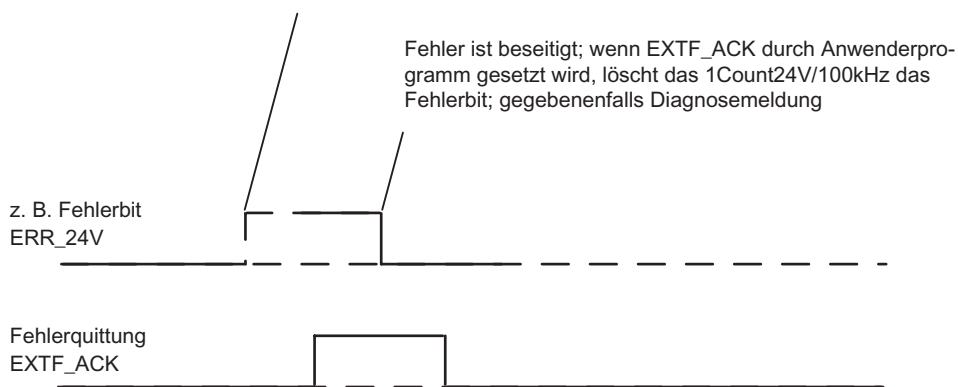 Fehler ist beseitigt; wenn EXTF_ACK durch Anwenderpro-
gramm gesetzt wird, löscht das 1Count24V/100kHz das
Fehlerbit; gegebenenfalls Diagnosemeldung
z. B. Fehlerbit
ERR_24V
Fehlerquittung
EXTF_ACK